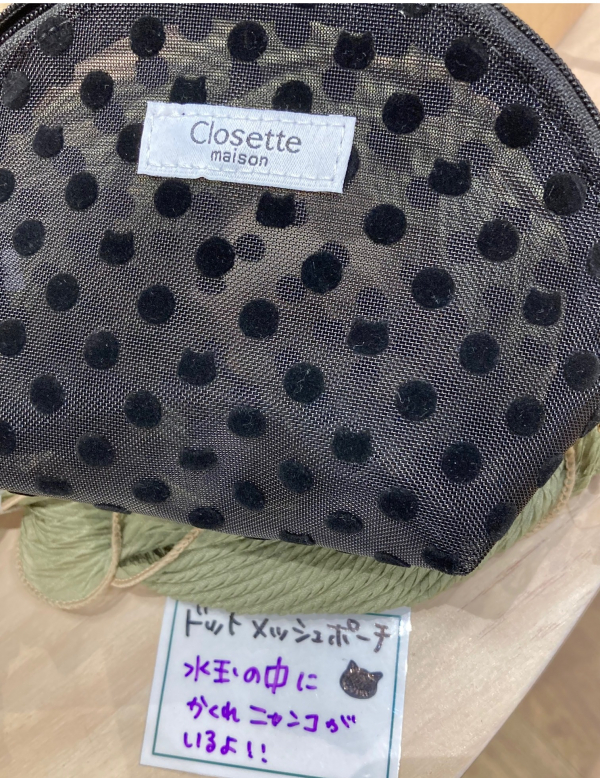 Closette
maison
ドット メッシュポーチ
水玉の中に
かくれ ニャンコが
いるよ!